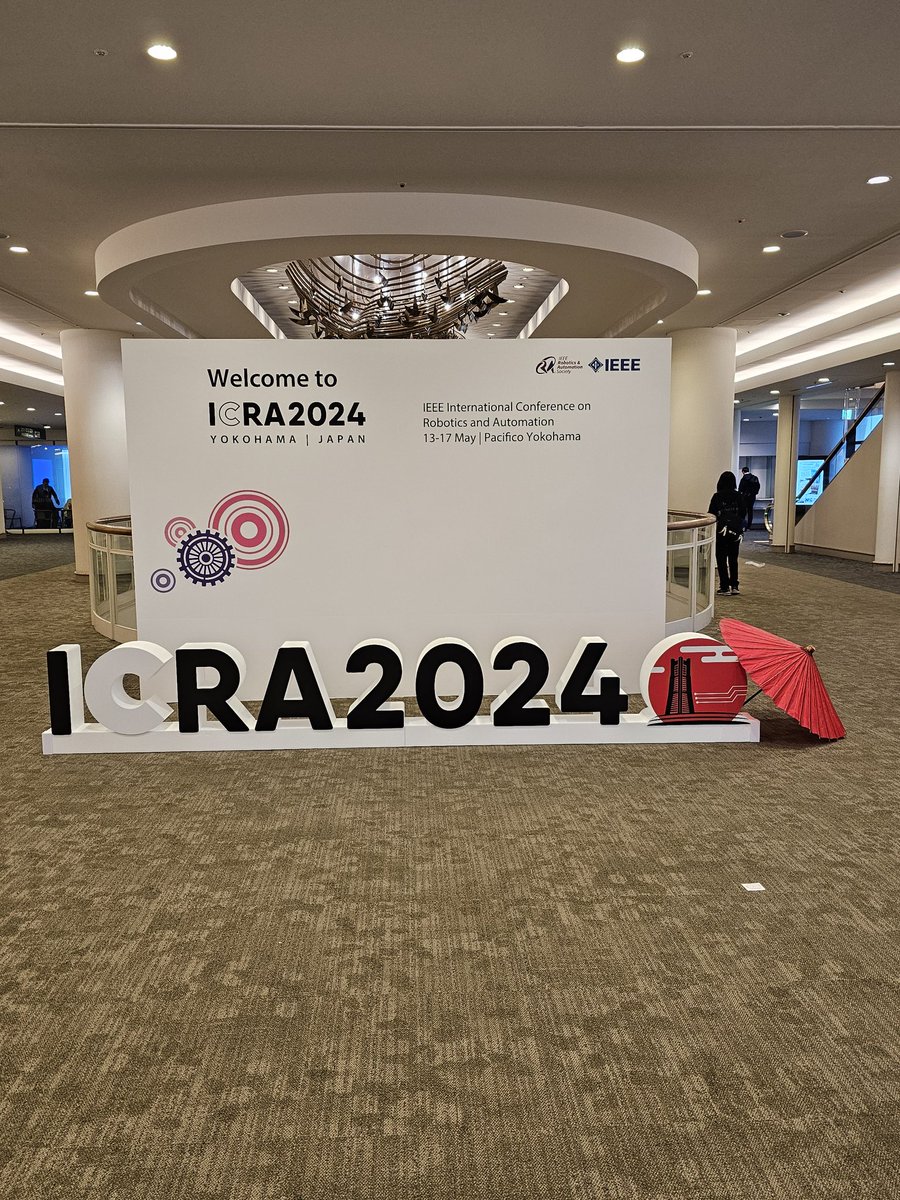 Welcome to
ICRA2024
YOKOHAMA | JAPAN
IEEE
Robotics &
Automation
Society
IEEE
IEEE International Conference on
Robotics and Automation
13-17 May | Pacifico Yokohama
ICRA2024